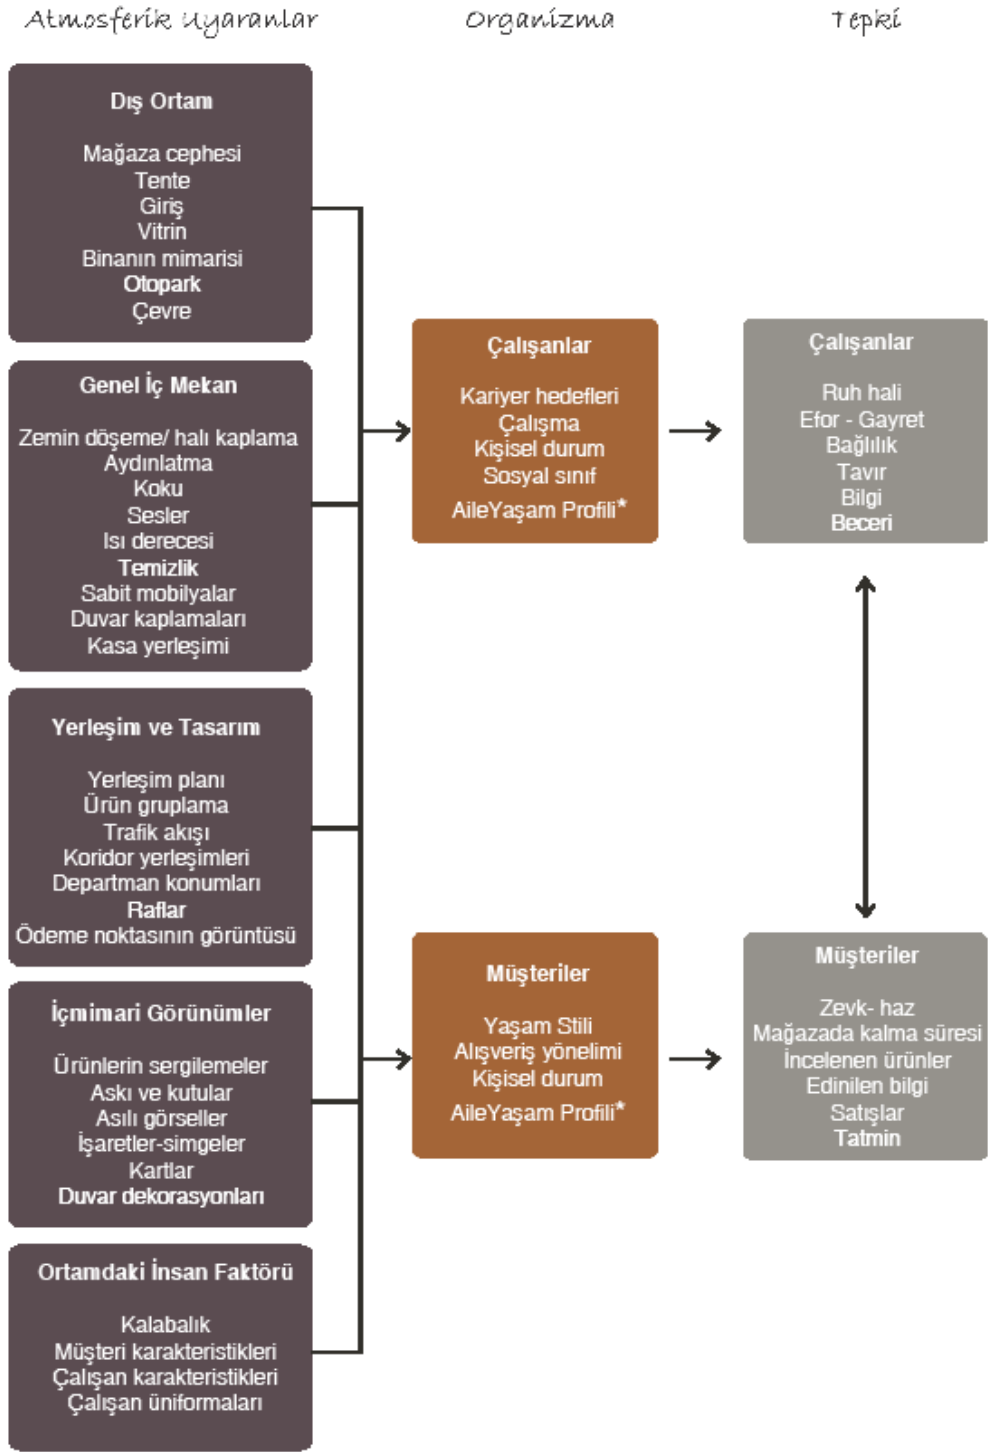 Atmosferik Uyaranlar
Organizma
Tepki
Dış Ortam
Mağaza cephesi
Tente
Giriş
Vitrin
Binanın mimarisi
Otopark
Çevre
Genel İç Mekan
Zemin döşeme/ halı kaplama
Aydınlatma
Koku
Sesler
Isı derecesi
Temizlik
Sabit mobilyalar
Duvar kaplamaları
Kasa yerleşimi
Yerleşim ve Tasarım
Yerleşim planı
Ürün gruplama
Trafik akışı
Koridor yerleşimleri
Departman konumları
Raflar
Ödeme noktasının görüntüsü
İçmimari Görünümler
Ürünlerin sergilemeler
Askı ve kutular
Asılı görseller
İşaretler-simgeler
Kartlar
Duvar dekorasyonları
Ortamdaki İnsan Faktörü
Kalabalık
Müşteri karakteristikleri
Çalışan karakteristikleri
Çalışan üniformaları
Çalışanlar
Kariyer hedefleri
Çalışma
Kişisel durum
Sosyal sınıf
AileYaşam Profili*
Müşteriler
Yaşam Stili
Alışveriş yönelimi
Kişisel durum
AileYaşam Profili*
Çalışanlar
Ruh hali
Efor - Gayret
Bağlılık
Tavır
Bilgi
Beceri
Müşteriler
Zevk- haz
Mağazada kalma süresi
İncelenen ürünler
Edinilen bilgi
Satışlar
Tatmin